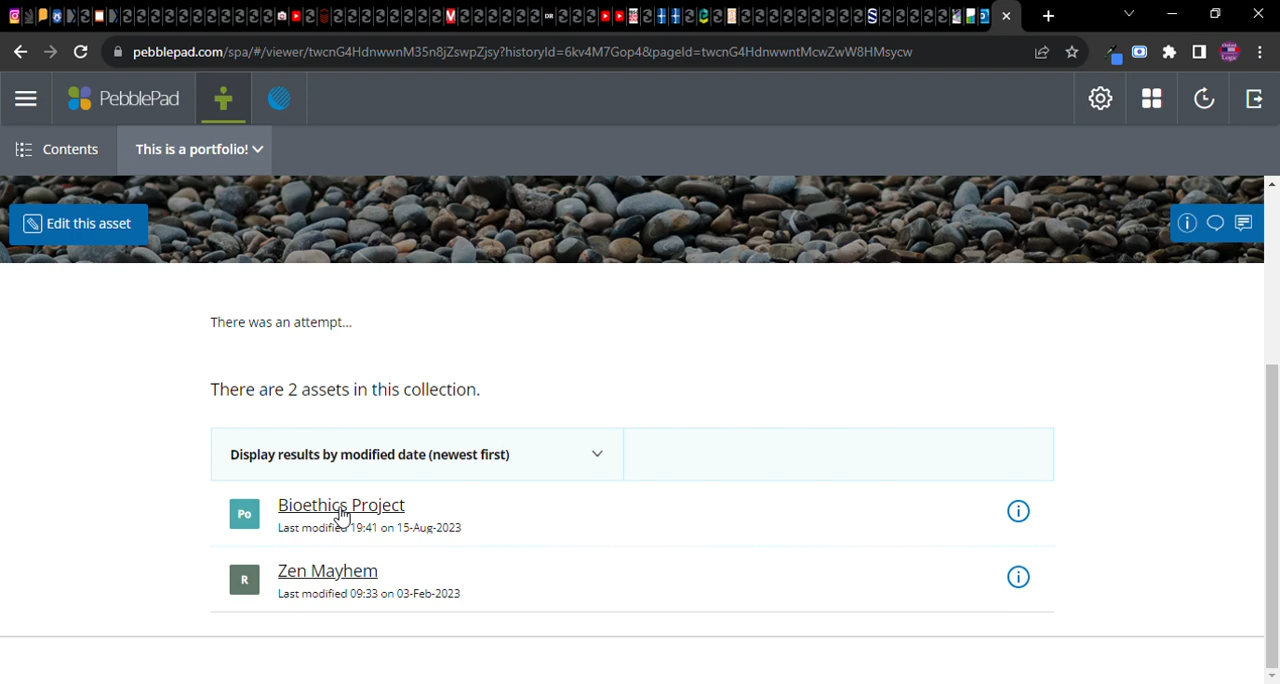 pebblepad.com/spa/#/viewer/twcnG4HdnwwnM35n8jZswpZjsy?historyId=6kv4M7Gop4&pageId=twcnG4HdnwwntMcwZwW8HMsycw
PebblePad
Contents
This is a portfolio!
Edit this asset
There was an attempt...
There are 2 assets in this collection.
Display results by modified date (newest first)
Po
Bioethics Project
Last modified 19:41 on 15-Aug-2023
R
Zen Mayhem
Last modified 09:33 on 03-Feb-2023